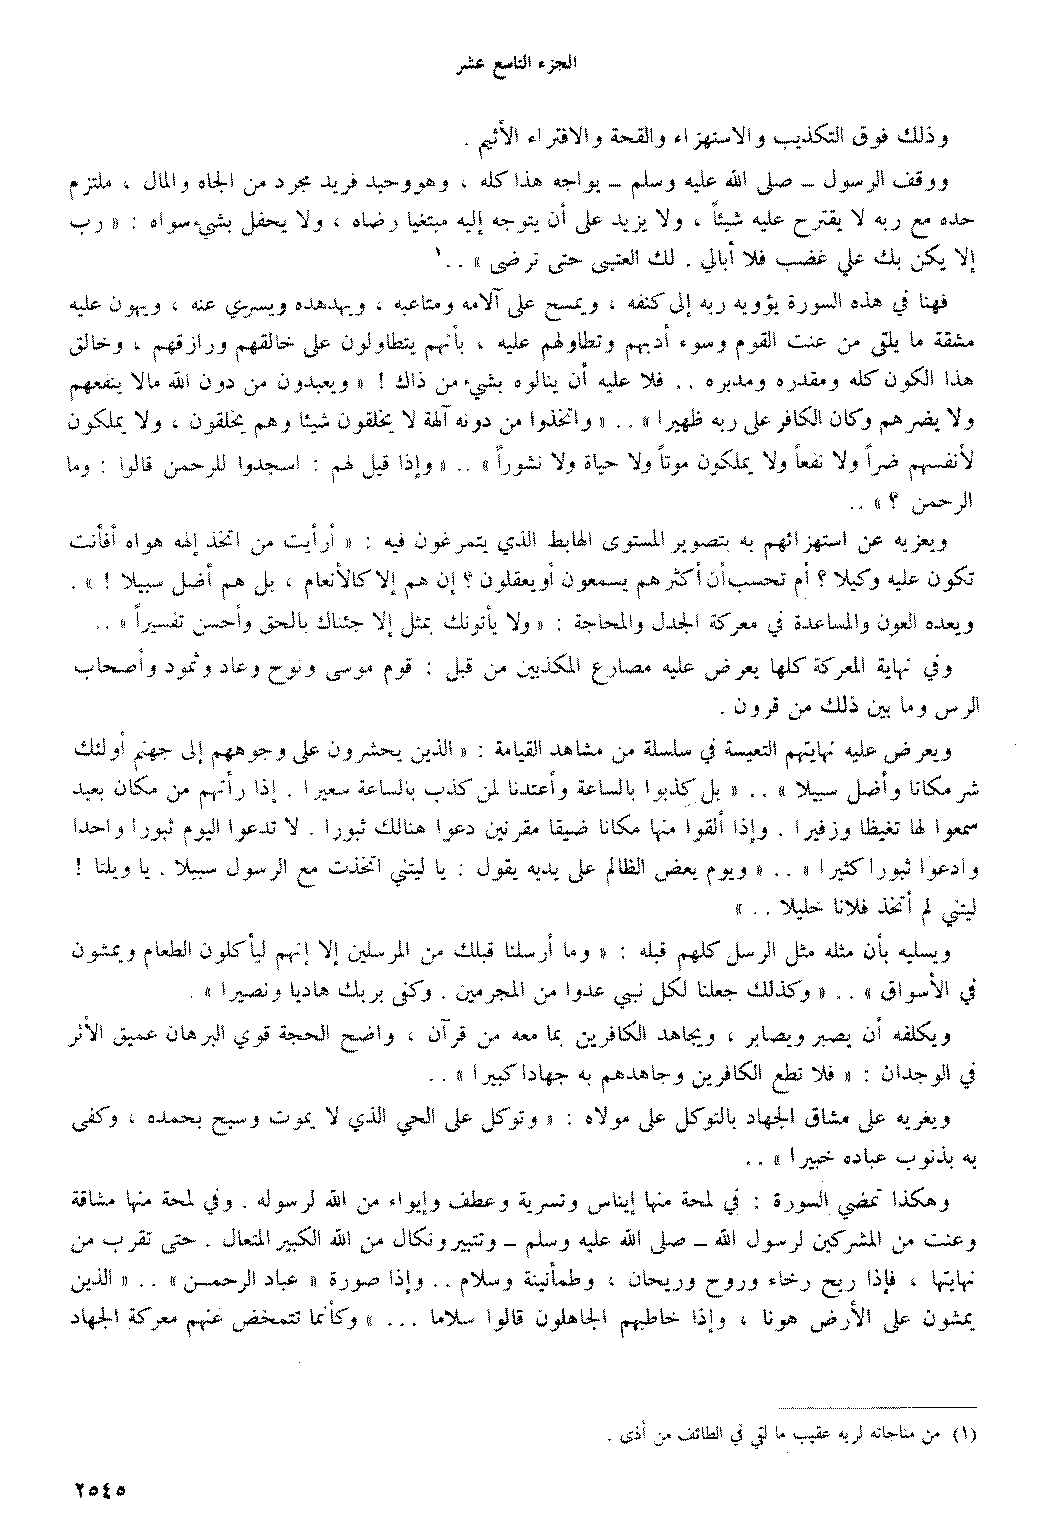 الجزء التاسع عشر
وذلك فوق التكذيب والاستهزاء والقحة والافتراء الأثيم .
ووقف الرسول – صلى الله عليه وسلم – يواجه هذا كله ، وهووحيد فريد مجرد من الجاه والمال ، ملتزم
حده مع ربه لا يقترح عليه شيئاً ، ولا يزيد على أن يتوجه إليه مبتغيا رضاه ، ولا يحفل بشيء سواه : « رب
إلا يكن بك علي غضب فلا أبالي . لك العتبى حتى ترضى » ..١
فهنا في هذه السورة يؤويه ربه إلى كنفه ، ويمسح على آلامه ومتاعبه ، ويهدهده ويسري عنه ، ويهون عليه
مشقة ما يلقى من عنت القوم وسوء أدبهم وتطاولهم عليه ، بأنهم يتطاولون على خالقهم ورازقهم ، وخالق
هذا الكون كله ومقدره ومدبره .. فلا عليه أن ينالوه بشيء من ذاك ! « ويعبدون من دون الله مالا ينفعهم
ولا يضرهم وكان الكافر على ربه ظهيرا » .. « واتخذوا من دونه آلهة لا يخلقون شيئا وهم يخلقون ، ولا يملكون
لأنفسهم ضراً ولا نفعاً ولا يملكون موتاً ولا حياة ولا نشوراً » .. « وإذا قيل لهم : اسجدوا للرحمن قالوا : وما
الرحمن ؟ » ..
ويعزيه عن استهزائهم به بتصوير المستوى الهابط الذي يتمرغون فيه : « أرأيت من اتخذ إلهه هواه أفأنت
تكون عليه وكيلا ؟ أم تحسب أن أكثرهم يسمعون أو يعقلون ؟ إن هم إلا كالأنعام ، بل هم أضل سبيلا ! » .
ويعده العون والمساعدة في معركة الجدل والمحاجة : « ولا يأتونك بمثل إلا جئناك بالحق وأحسن تفسيراً » ..
وفي نهاية المعركة كلها يعرض عليه مصارع المكذبين من قبل : قوم موسى ونوح وعاد وثمود وأصحاب
الرس وما بين ذلك من قرون .
ويعرض عليه نهايتهم التعيسة في سلسلة من مشاهد القيامة : « الذين يحشرون على وجوههم إلى جهنم أولئك
شر مكانا وأضل سبيلا » .. « بل كذبوا بالساعة وأعتدنا لمن كذب بالساعة سعيرا . إذا رأتهم من مكان بعيد
سمعوا لها تغيظا وزفيرا . وإذا ألقوا منها مكانا ضيقا مقرنين دعوا هنالك ثبورا . لا تدعوا اليوم ثبورا واحدا
وادعوا ثبورا كثيرا » .. « ويوم يعض الظالم على يديه يقول : يا ليتني اتخذت مع الرسول سبيلا . يا ويلتا !
ليتني لم أتخذ فلانا خليلا .. »
ويسليه بأن مثله مثل الرسل كلهم قبله : « وما أرسلنا قبلك من المرسلين إلا إنهم ليأكلون الطعام ويمشون
في الأسواق » .. « وكذلك جعلنا لكل نبي عدوا من المجرمين . وكفى بربك هاديا ونصيرا » .
ويكلفه أن يصبر ويصابر ، ويجاهد الكافرين بما معه من قرآن ، واضح الحجة قوي البرهان عميق الأثر
في الوجدان : « فلا تطع الكافرين وجاهدهم به جهادا كبيرا » ..
ويغريه على مشاق الجهاد بالتوكل على مولاه : « وتوكل على الحي الذي لا يموت وسبح بحمده ، وكفى
به بذنوب عباده خبيرا » ..
وهكذا تمضي السورة : في لمحة منها إيناس وتسرية وعطف وإيواء من الله لرسوله . وفي لمحة منها مشاقة
وعنت من المشركين لرسول الله – صلى الله عليه وسلم – وتتبير ونكال من الله الكبير المتعال . حتى تقرب من
نهايتها ، فإذا ريح رخاء وروح وريحان ، وطمأنينة وسلام .. وإذا صورة « عباد الرحمن » .. « الذين
يمشون على الأرض هونا ، وإذا خاطبهم الجاهلون قالوا سلاما ... » وكأنما تتمخض عنهم معركة الجهاد
(١) من مناجاته لربه عقيب ما لقي في الطائف من أذى .
٢٥٤٥